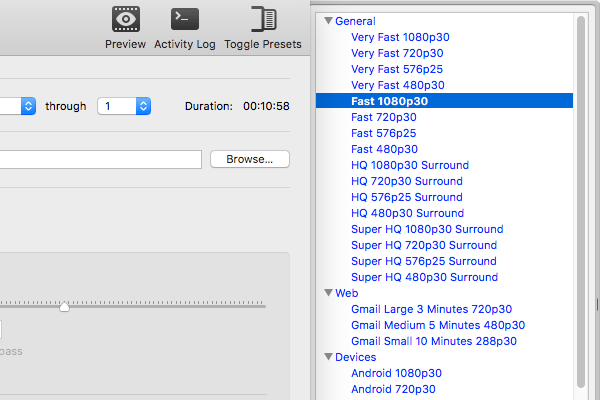 Preview Activity Log Toggle Presets
through 1 Duration: 00:10:58
Browse...
General
Very Fast 1080p30
Very Fast 720p30
Very Fast 576p25
Very Fast 480p30
Fast 1080p30
Fast 720p30
Fast 576p25
Fast 480p30
HQ 1080p30 Surround
HQ 720p30 Surround
HQ 576p25 Surround
HQ 480p30 Surround
Super HQ 1080p30 Surround
Super HQ 720p30 Surround
Super HQ 576p25 Surround
Super HQ 480p30 Surround
Web
Gmail Large 3 Minutes 720p30
Gmail Medium 5 Minutes 480p30
Gmail Small 10 Minutes 288p30
Devices
Android 1080p30
Android 720p30